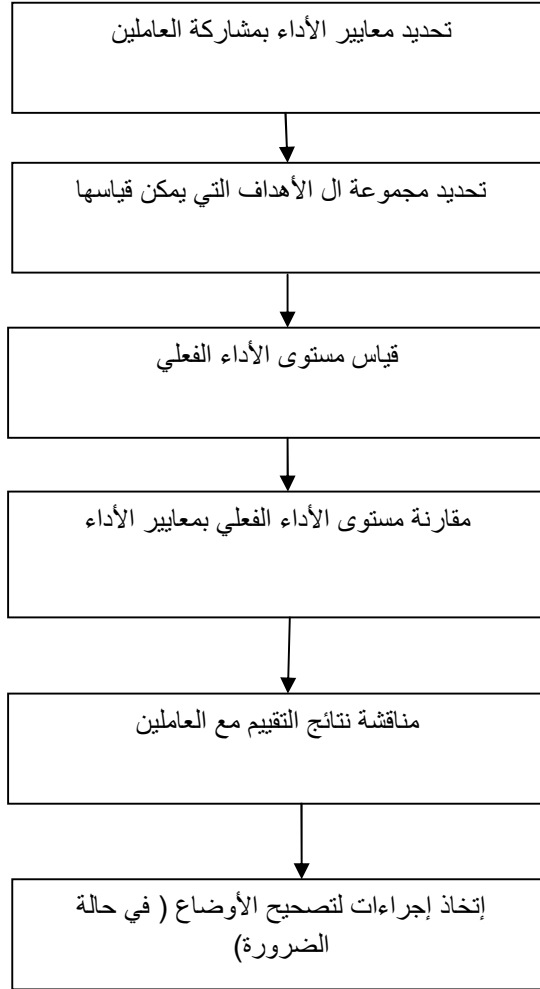 تحديد معايير الأداء بمشاركة العاملين
تحديد مجموعة ال الأهداف التي يمكن قياسها
قياس مستوى الأداء الفعلي
مقارنة مستوى الأداء الفعلي بمعايير الأداء
مناقشة نتائج التقييم مع العاملين
إتخاذ إجراءات لتصحيح الأوضاع ( في حالة
الضرورة)